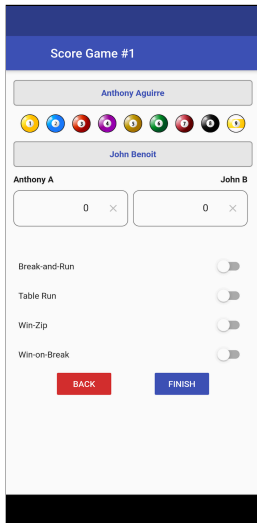 Score Game #1
Anthony Aguirre
1 2 3 4 5 6 7 8 9
John Benoit
Anthony A John B
0 × 0 ×
Break-and-Run
Table Run
Win-Zip
Win-on-Break
BACK FINISH